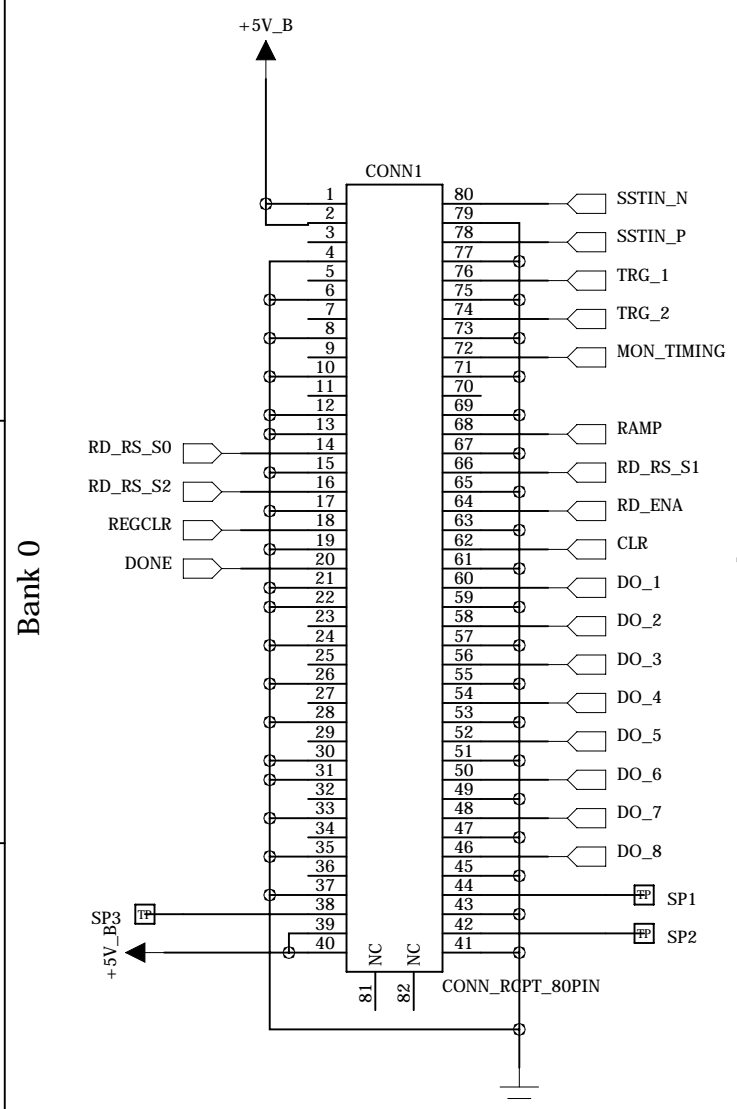 +5V_B
CONN1
1 80 SSTIN_N
2 79
3 78 SSTIN_P
4 77
5 76 TRG_1
6 75
7 74 TRG_2
8 73
9 72 MON_TIMING
10 71
11 70
12 69
13 68 RAMP
RD_RS_S0 14 67
15 66 RD_RS_S1
RD_RS_S2 16 65
17 64 RD_ENA
REGCLR 18 63
19 62 CLR
DONE 20 61
21 60 DO_1
22 59
23 58 DO_2
24 57
25 56 DO_3
26 55
27 54 DO_4
28 53
29 52 DO_5
30 51
31 50 DO_6
32 49
33 48 DO_7
34 47
35 46 DO_8
36 45
37 44 TP SP1
SP3 TP 38 43
39 42 TP SP2
+5V_B 40 41
NC NC
81 82
CONN_RCPT_80PIN
Bank 0